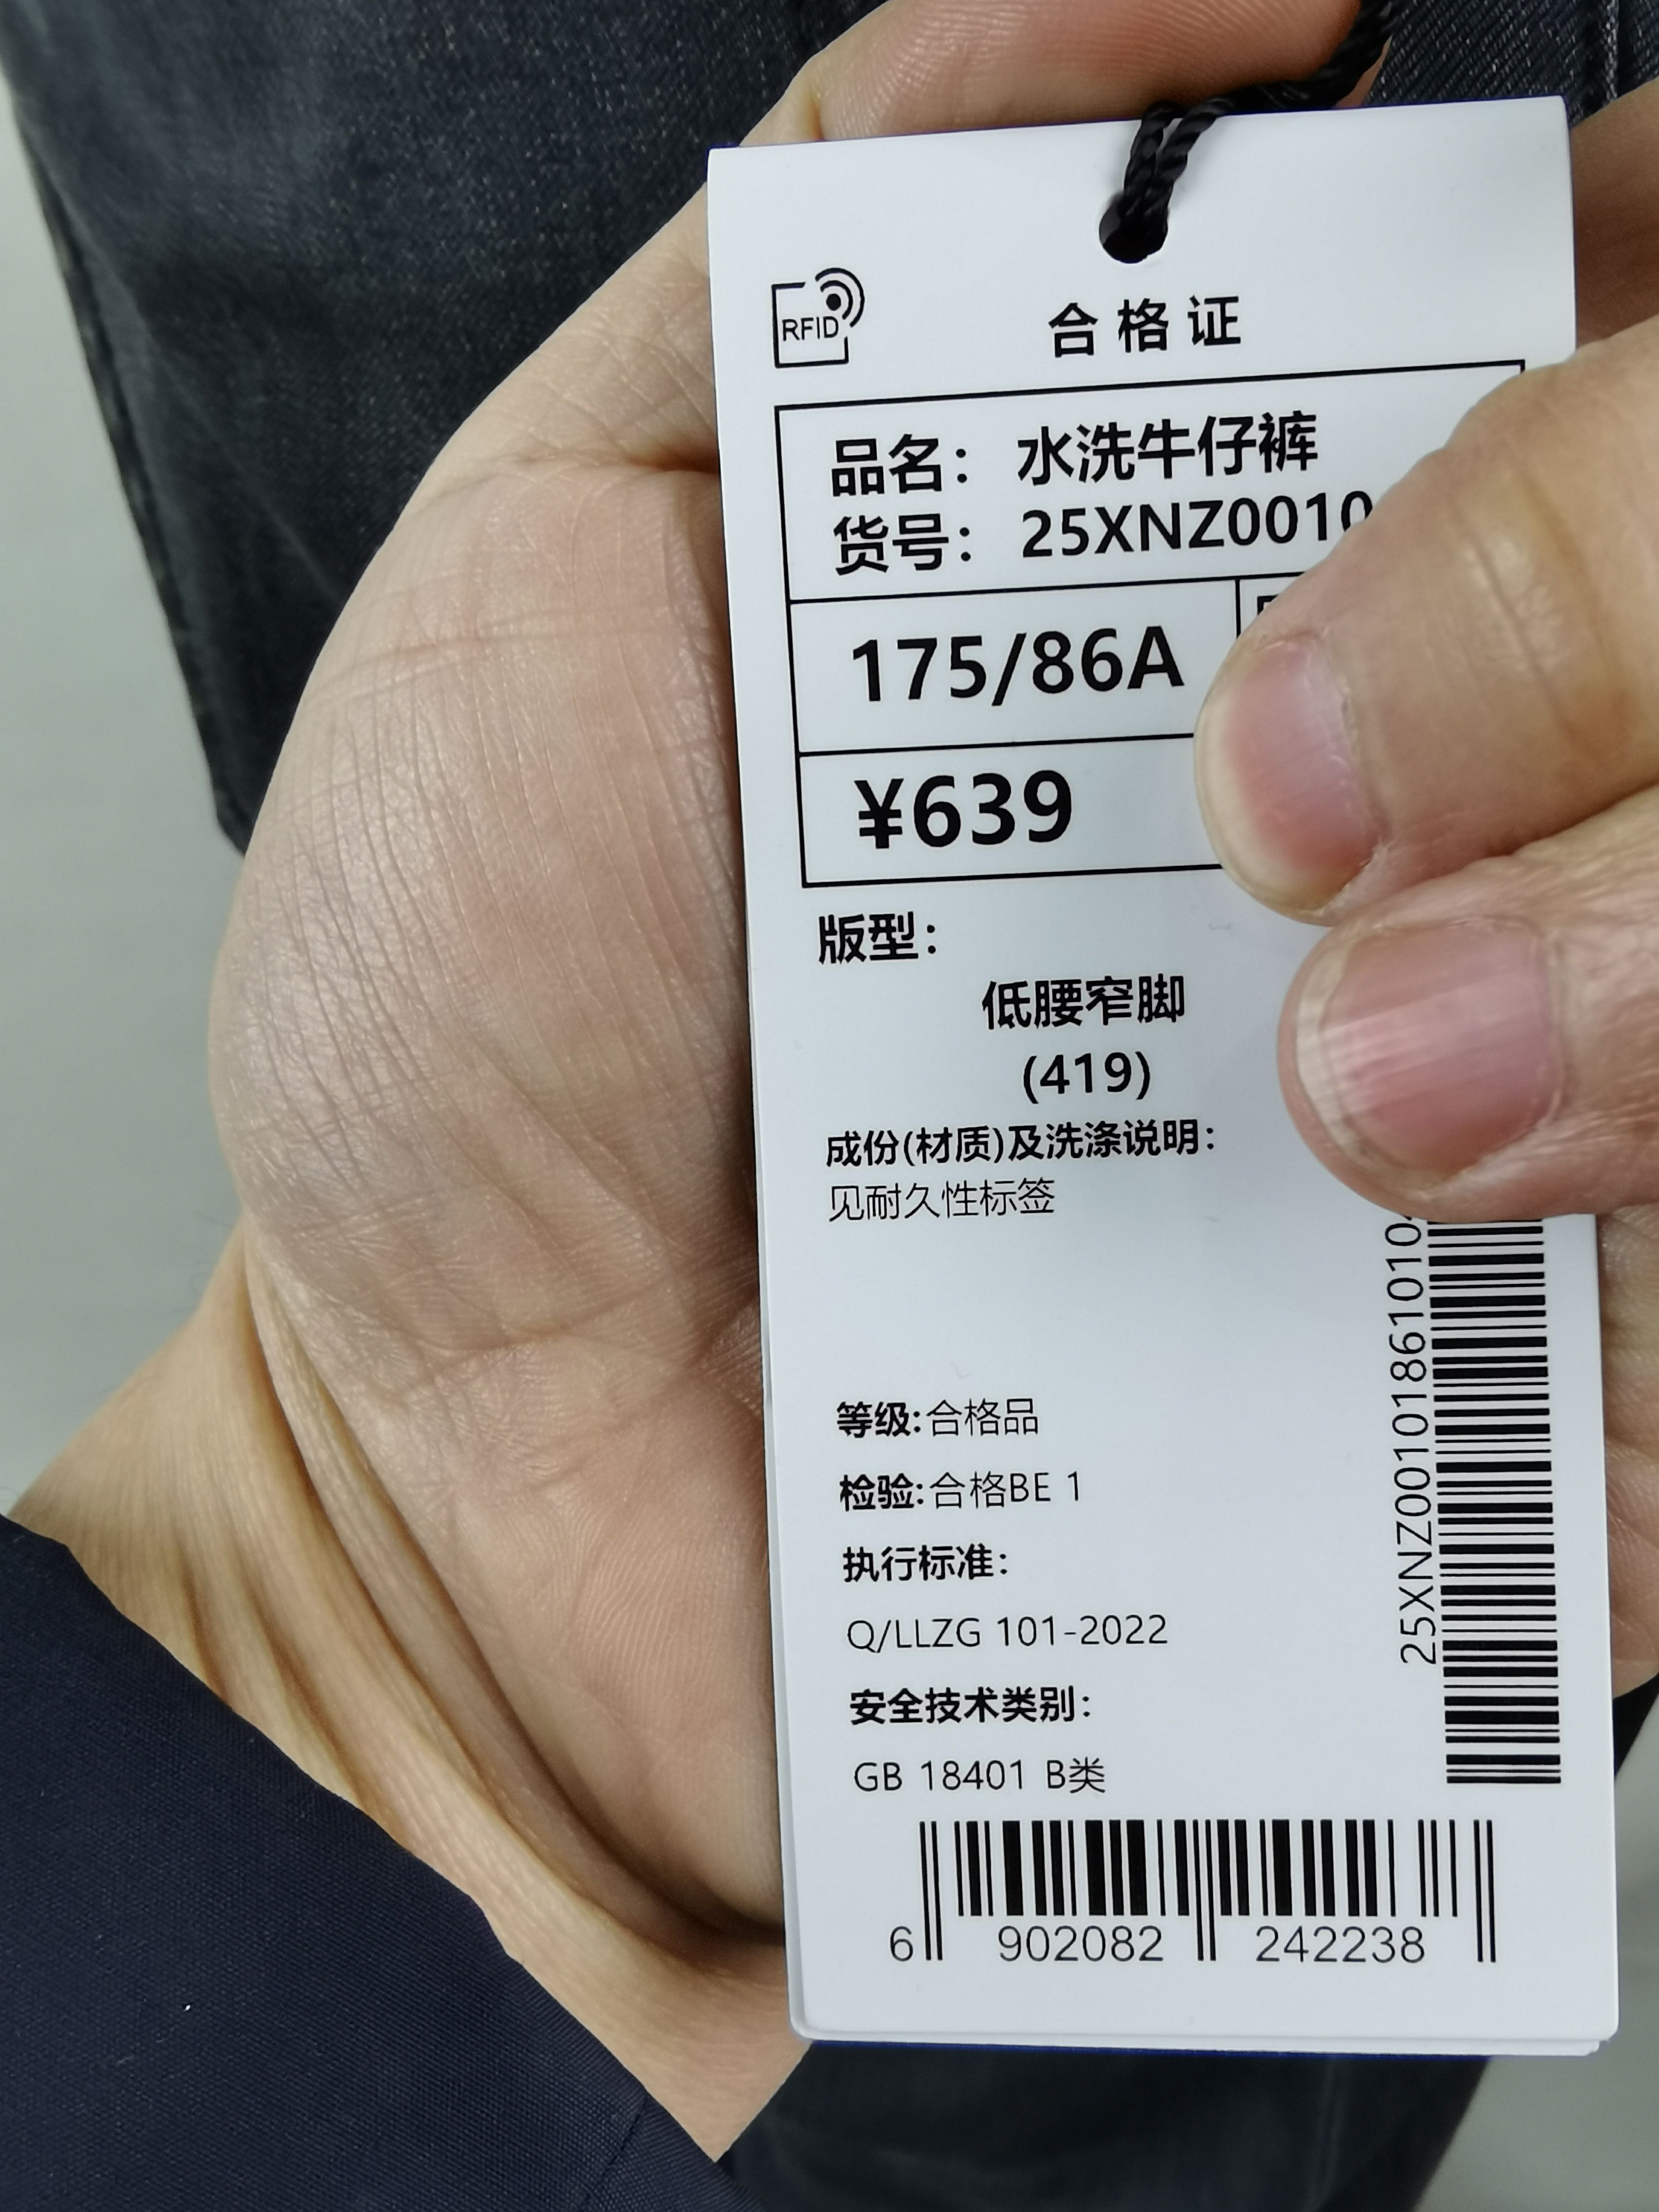 RFID
合格证
品名：水洗牛仔裤
货号：25XNZ0010
175/86A
¥639
版型：
低腰窄脚
(419)
成份(材质)及洗涤说明：
见耐久性标签
等级:合格品
检验:合格BE 1
执行标准：
Q/LLZG 101-2022
安全技术类别：
GB 18401 B类
25XNZ00101861010
6 902082 242238